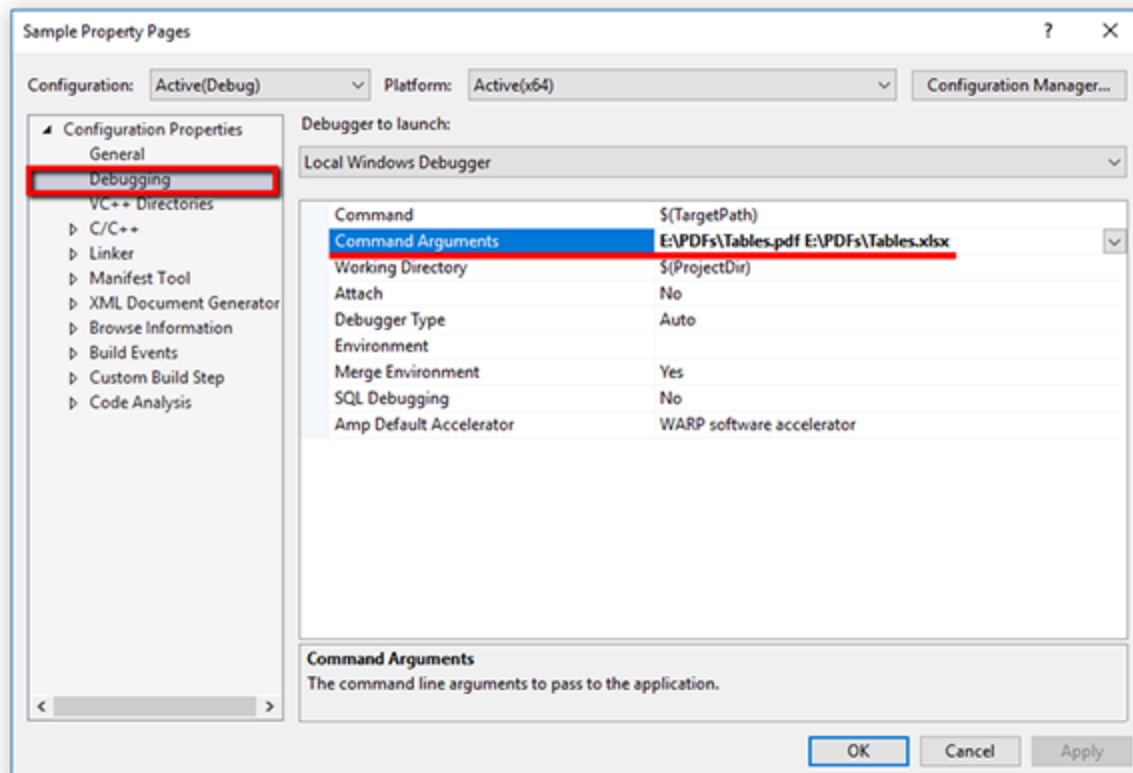 Sample Property Pages ?
Configuration: Active(Debug) Platform: Active(x64) Configuration Manager...
Configuration Properties
General
Debugging
VC++ Directories
C/C++
Linker
Manifest Tool
XML Document Generator
Browse Information
Build Events
Custom Build Step
Code Analysis
Debugger to launch:
Local Windows Debugger
Command $(TargetPath)
Command Arguments E:\PDFs\Tables.pdf E:\PDFs\Tables.xlsx
Working Directory $(ProjectDir)
Attach No
Debugger Type Auto
Environment
Merge Environment Yes
SQL Debugging No
Amp Default Accelerator WARP software accelerator
Command Arguments
The command line arguments to pass to the application.
OK Cancel Apply